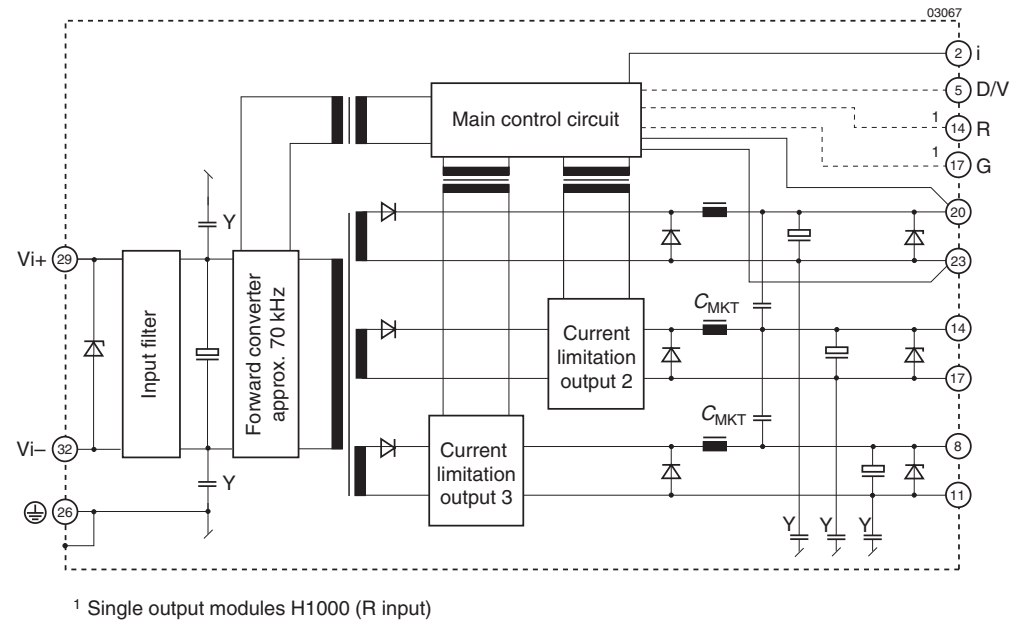 03067
2 i
5 D/V
Main control circuit
1
14 R
1
17 G
Y
20
Vi+ 29
23
Input filter
Forward converter
approx. 70 kHz
CMKT
14
Current
limitation
output 2
17
CMKT
Vi– 32
8
Current
limitation
output 3
Y
11
26
Y Y Y
1 Single output modules H1000 (R input)